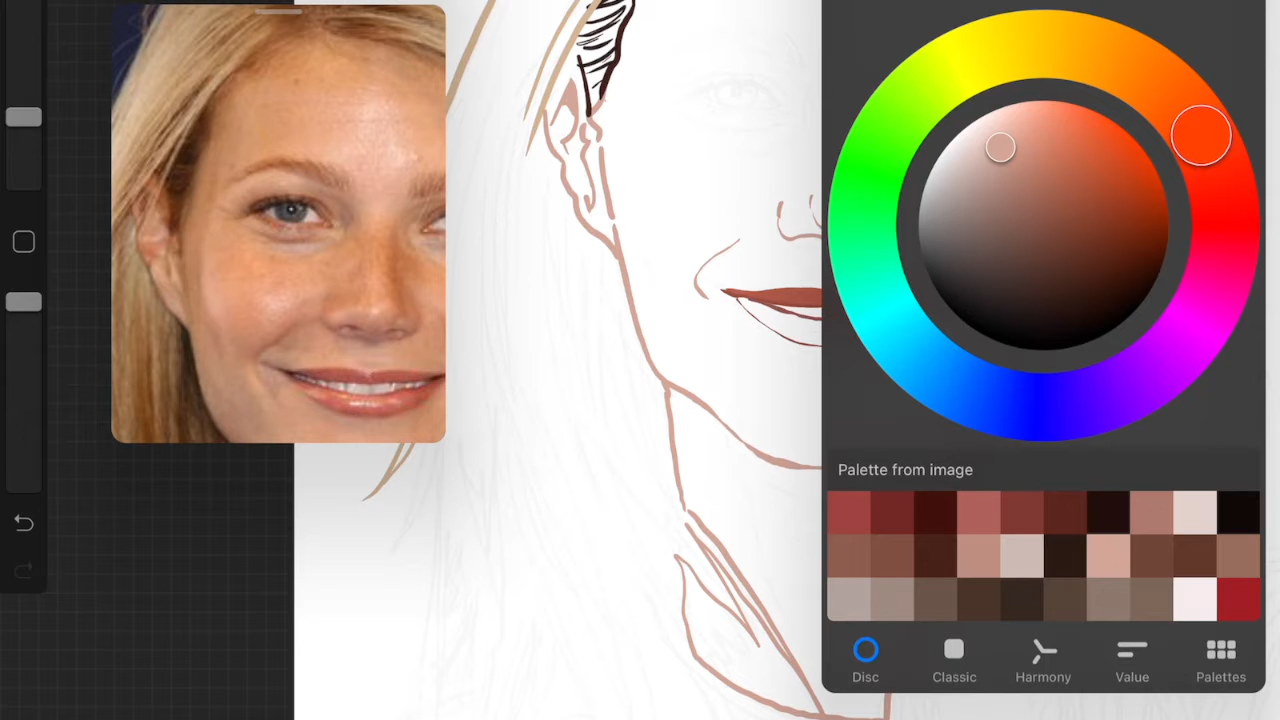 Palette from image
Disc
Classic
Harmony
Value
Palettes